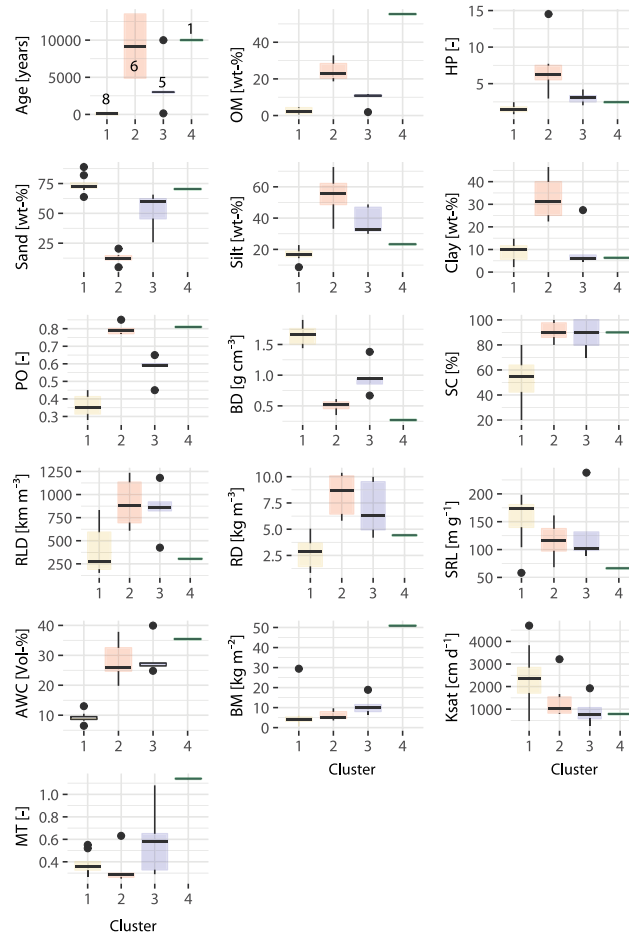 Age [years]
10000
5000
0
8
6
5
1
1 2 3 4
OM [wt-%]
40
20
0
1 2 3 4
HP [-]
15
10
5
1 2 3 4
Sand [wt-%]
75
50
25
1 2 3 4
Silt [wt-%]
60
40
20
1 2 3 4
Clay [wt-%]
40
30
20
10
0
1 2 3 4
PO [-]
0.8
0.7
0.6
0.5
0.4
0.3
1 2 3 4
BD [g cm⁻³]
1.5
1.0
0.5
1 2 3 4
SC [%]
100
80
60
40
20
1 2 3 4
RLD [km m⁻³]
1250
1000
750
500
250
1 2 3 4
RD [kg m⁻³]
10.0
7.5
5.0
2.5
1 2 3 4
SRL [m g⁻¹]
200
150
100
50
1 2 3 4
AWC [Vol-%]
40
30
20
10
1 2 3 4
BM [kg m⁻²]
50
40
30
20
10
0
1 2 3 4
Cluster
Ksat [cm d⁻¹]
4000
3000
2000
1000
1 2 3 4
Cluster
MT [-]
1.0
0.8
0.6
0.4
1 2 3 4
Cluster